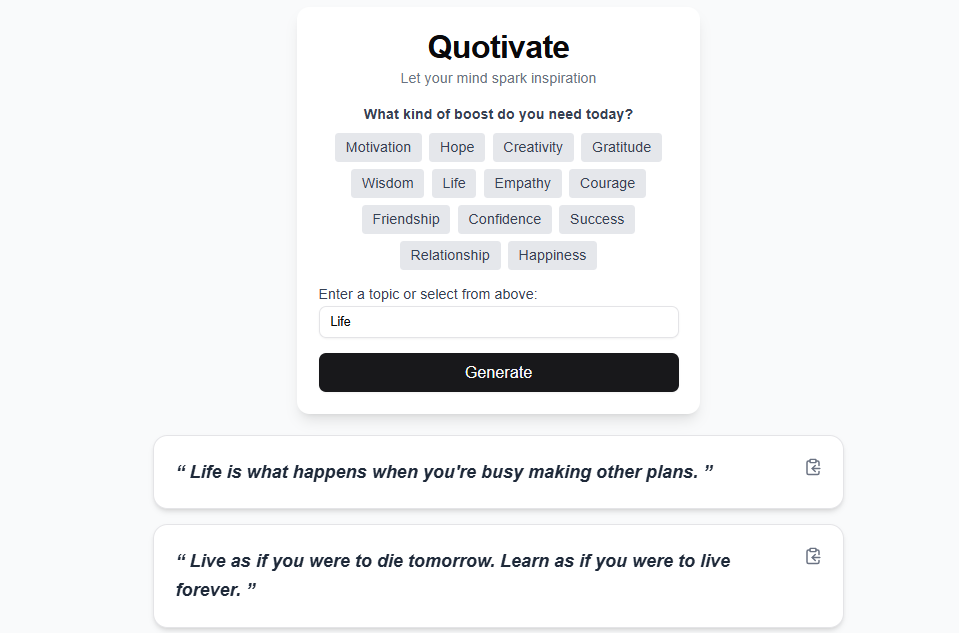 Quotivate
Let your mind spark inspiration
What kind of boost do you need today?
Motivation Hope Creativity Gratitude
Wisdom Life Empathy Courage
Friendship Confidence Success
Relationship Happiness
Enter a topic or select from above:
Life
Generate
“ Life is what happens when you're busy making other plans. ”
“ Live as if you were to die tomorrow. Learn as if you were to live
forever. ”